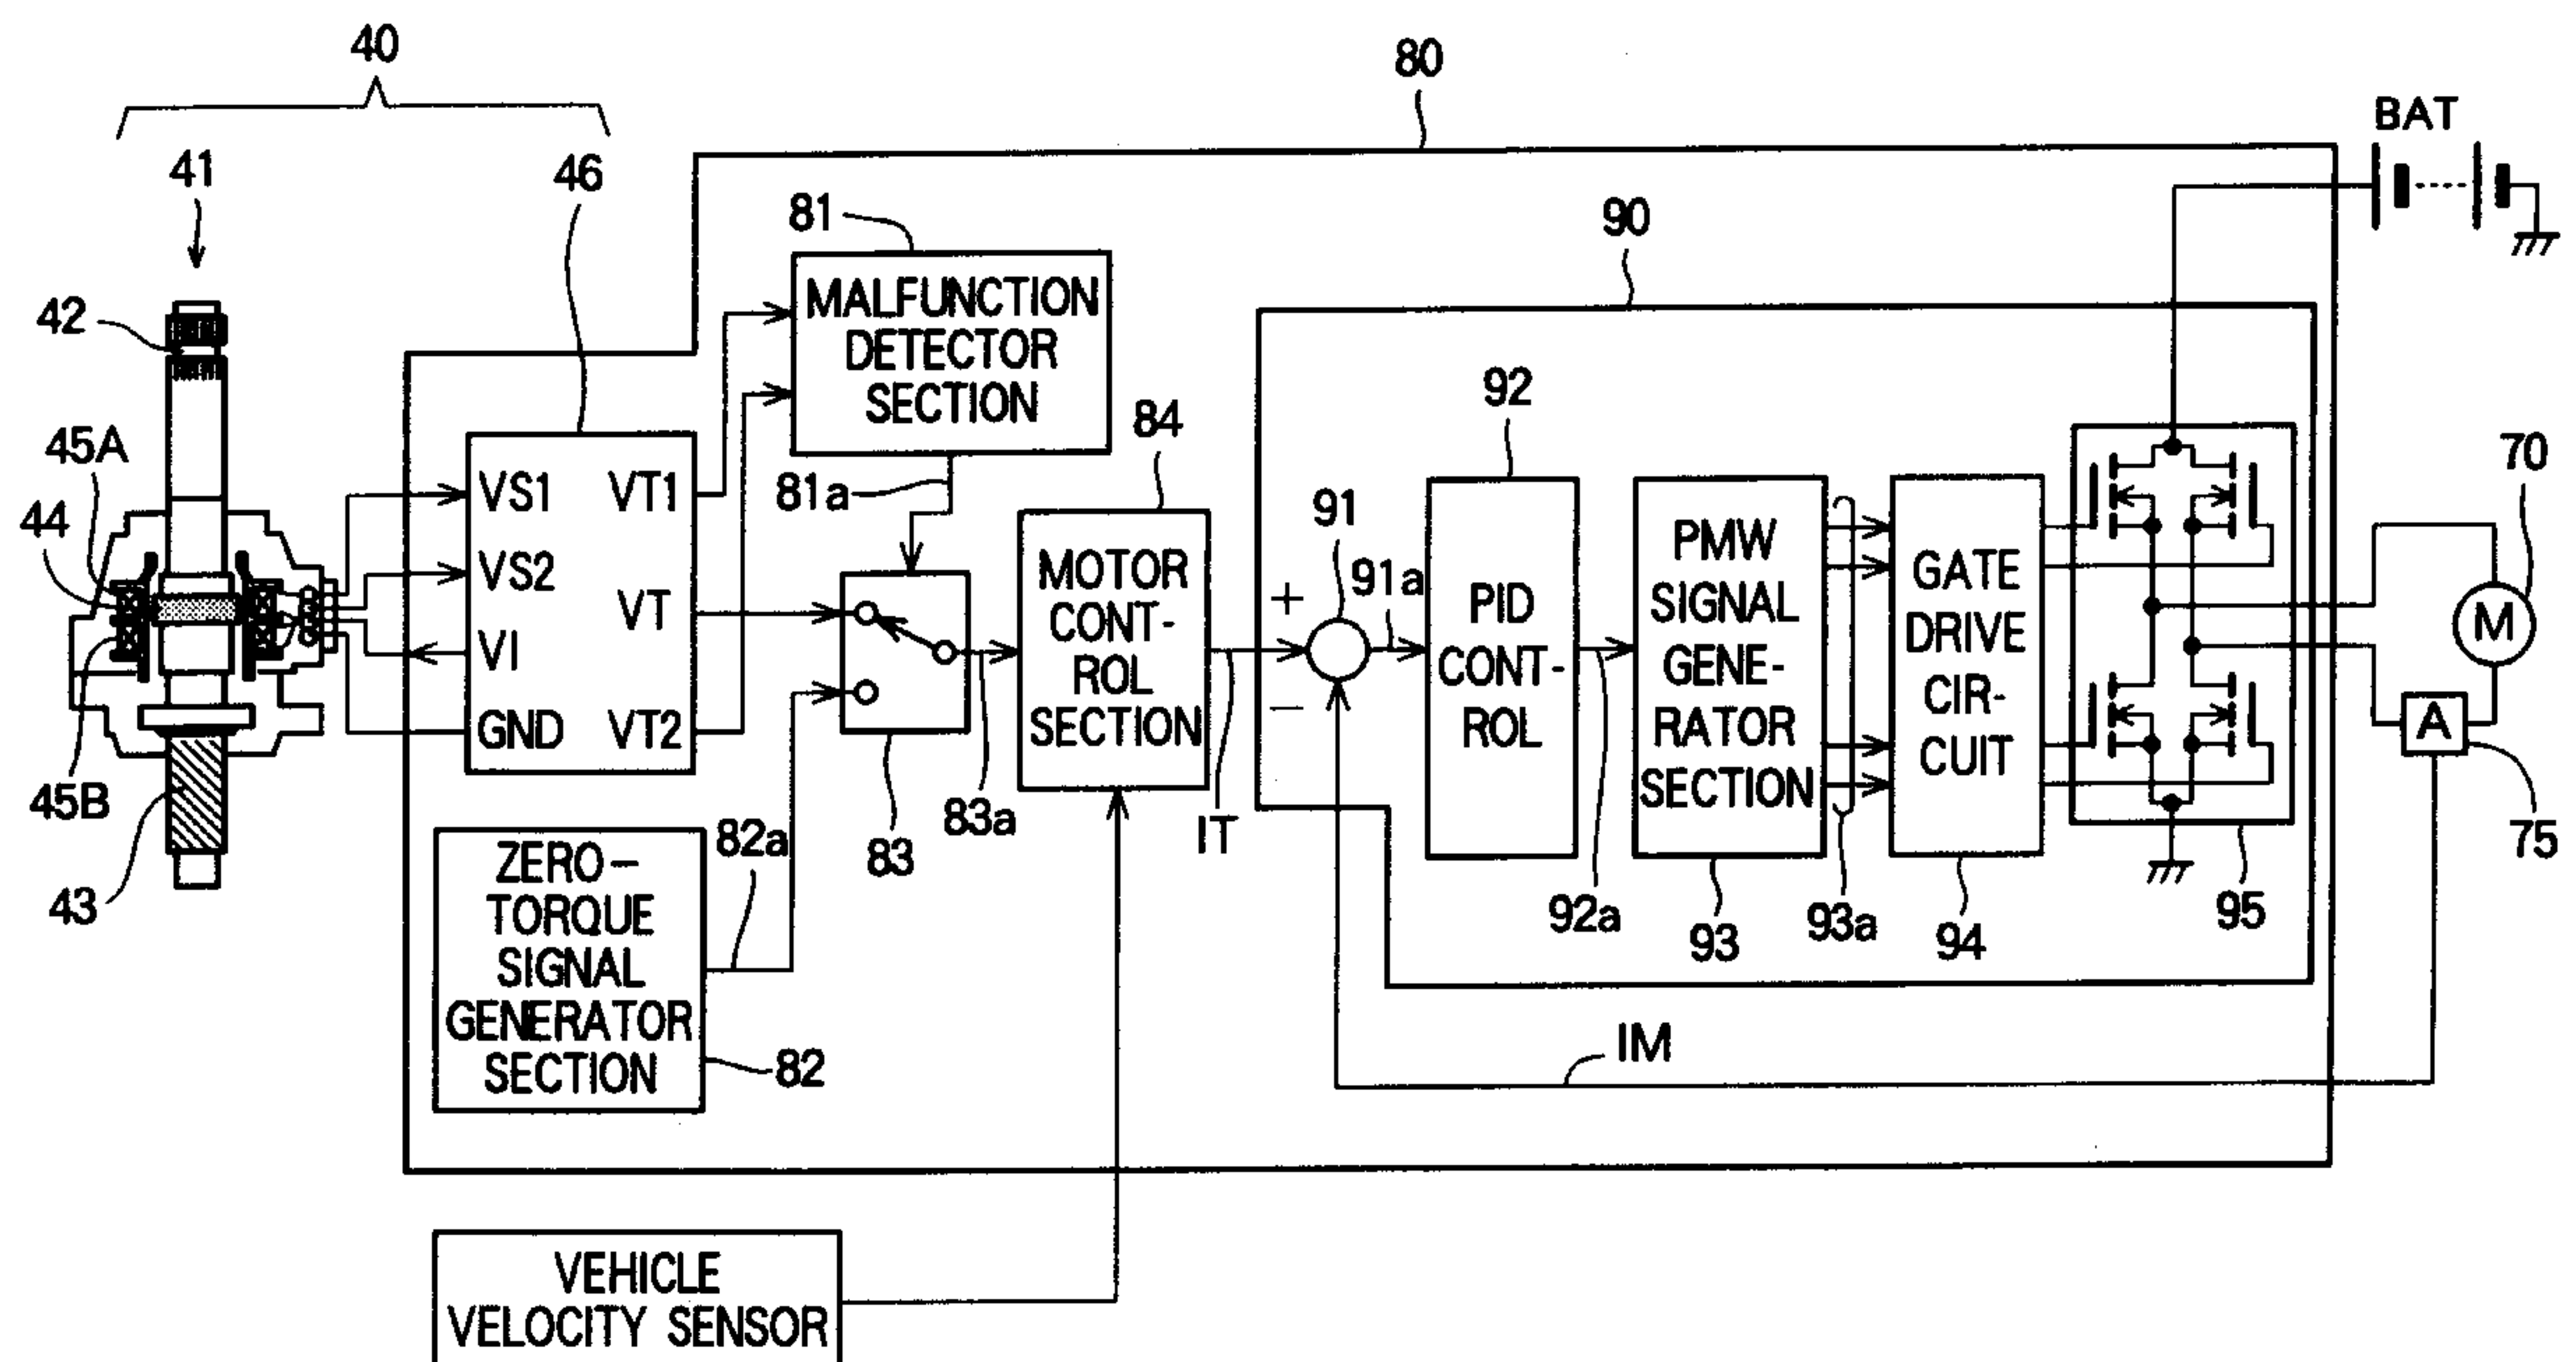 40
80
BAT
41
46
81
90
MALFUNCTION
DETECTOR
SECTION
42
92
84
70
45A
44
VS1
VT1
81a
91
91a
VS2
VT
VI
GND
VT2
MOTOR
CONT-
ROL
SECTION
+
−
PID
CONT-
ROL
PMW
SIGNAL
GENE-
RATOR
SECTION
GATE
DRIVE
CIR-
CUIT
M
A
75
45B
43
ZERO-
TORQUE
SIGNAL
GENERATOR
SECTION
82a
83
83a
IT
92a
93
93a
94
95
82
IM
VEHICLE
VELOCITY SENSOR